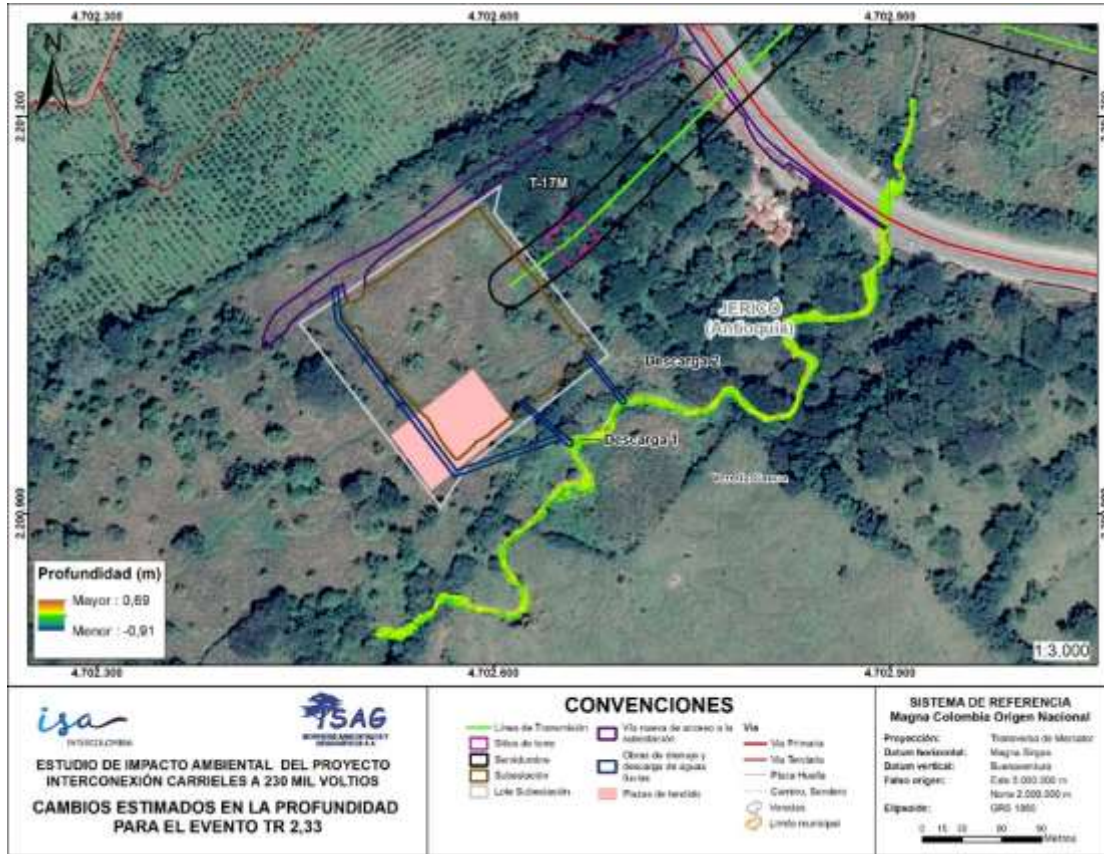 4.702.300
4.702.600
4.702.900
N
2.201.200
T-17M
JERICÓ
(Antioquia)
Descarga 2
Descarga 1
2.200.900
Profundidad (m)
Mayor : 0,69
Menor : -0,91
1:3.000
4.702.300
4.702.600
4.702.900
isa
INTERCOLOMBIA
SAG
ESTUDIO DE IMPACTO AMBIENTAL DEL PROYECTO
INTERCONEXIÓN CARRIELES A 230 MIL VOLTIOS
CAMBIOS ESTIMADOS EN LA PROFUNDIDAD
PARA EL EVENTO TR 2,33
CONVENCIONES
Línea de Transmisión
Sitios de torre
Servidumbre
Subestación
Lote Subestación
Vía nueva de acceso a la
subestación
Obras de drenaje y
descarga de aguas
lluvias
Plazas de tendido
Vía
Vía Primaria
Vía Terciaria
Placa Huella
Camino, Sendero
Veredas
Límite municipal
SISTEMA DE REFERENCIA
Magna Colombia Origen Nacional
Proyección: Transversa de Mercator
Datum horizontal: Magna Sirgas
Datum vertical: Buenaventura
Falso origen: Este 5.000.000 m
Norte 2.000.000 m
Elipsoide: GRS 1980
Metros